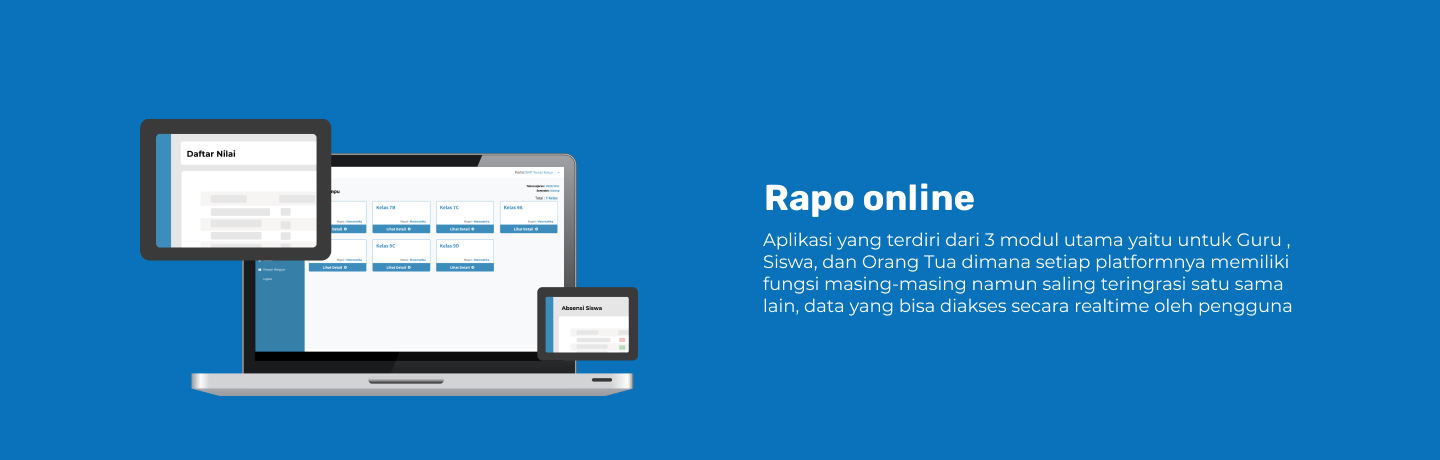 Daftar Nilai
Total : 7 Kelas
Kelas 7B
Kelas 7C
Kelas 9A
Lihat Detail
Lihat Detail
Lihat Detail
Kelas 9C
Kelas 9D
Lihat Detail
Lihat Detail
Lihat Detail
Absensi Siswa
Rapo online
Aplikasi yang terdiri dari 3 modul utama yaitu untuk Guru ,
Siswa, dan Orang Tua dimana setiap platformnya memiliki
fungsi masing-masing namun saling teringrasi satu sama
lain, data yang bisa diakses secara realtime oleh pengguna